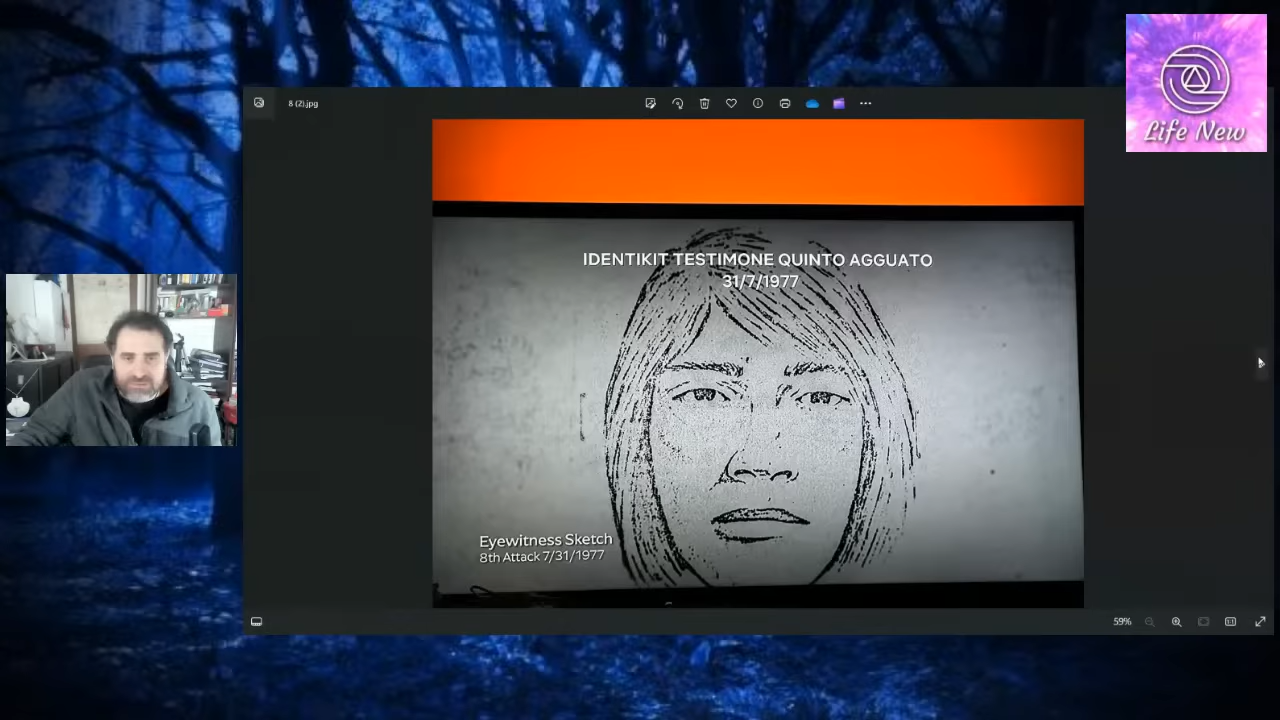 8 (2).jpg
Life New
IDENTIKIT TESTIMONE QUINTO AGGUATO
31/7/1977
Eyewitness Sketch
8th Attack 7/31/1977
59%